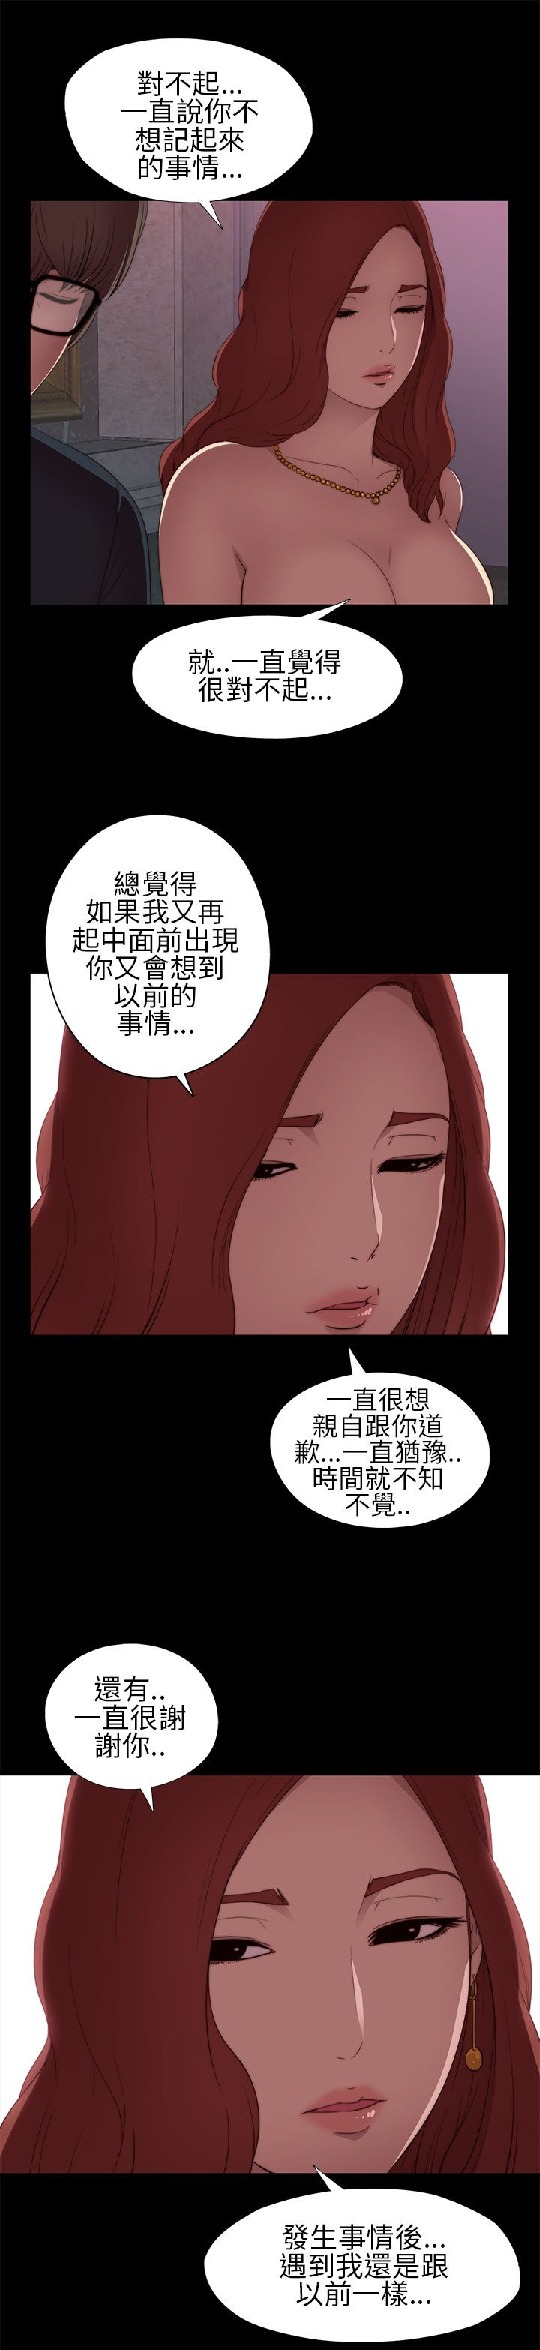 對不起...
一直說你不
想記起來
的事情...
就..一直覺得
很對不起...
總覺得
如果我又再
起中面前出現
你又會想到
以前的
事情...
一直很想
親自跟你道
歉...一直猶豫..
時間就不知
不覺..
還有..
一直很謝
謝你..
發生事情後...
遇到我還是跟
以前一樣...